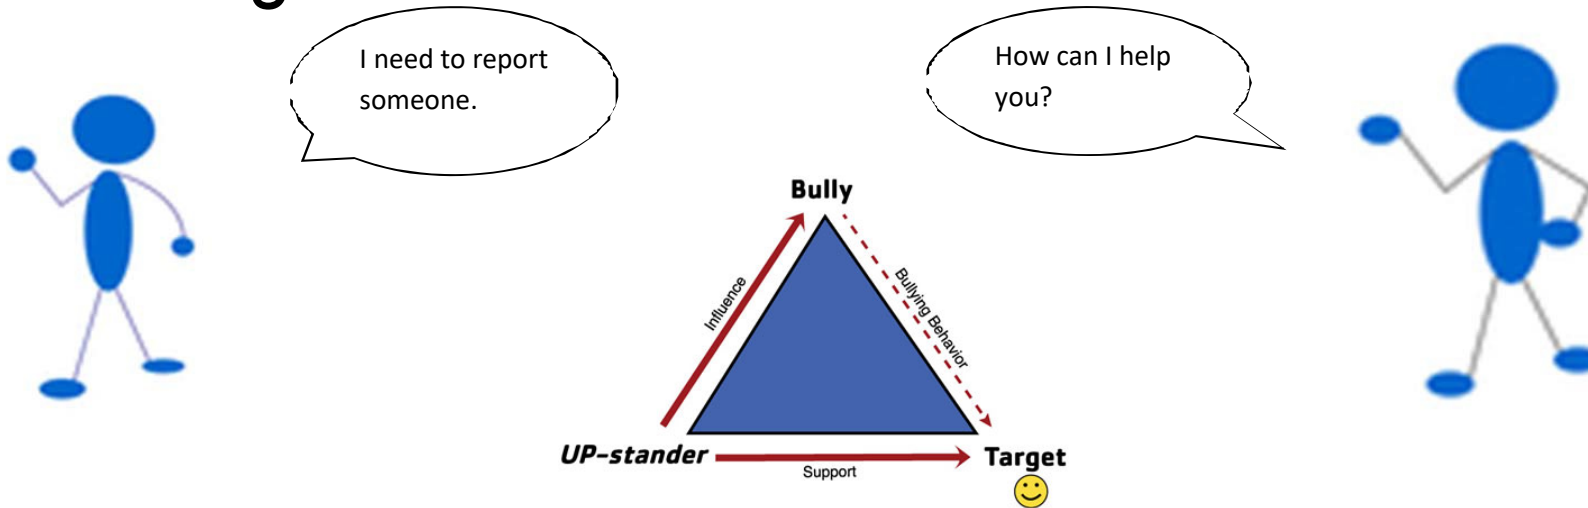 I need to report
someone.
How can I help
you?
Bully
Influence
Bullying Behavior
UP-stander
Support
Target